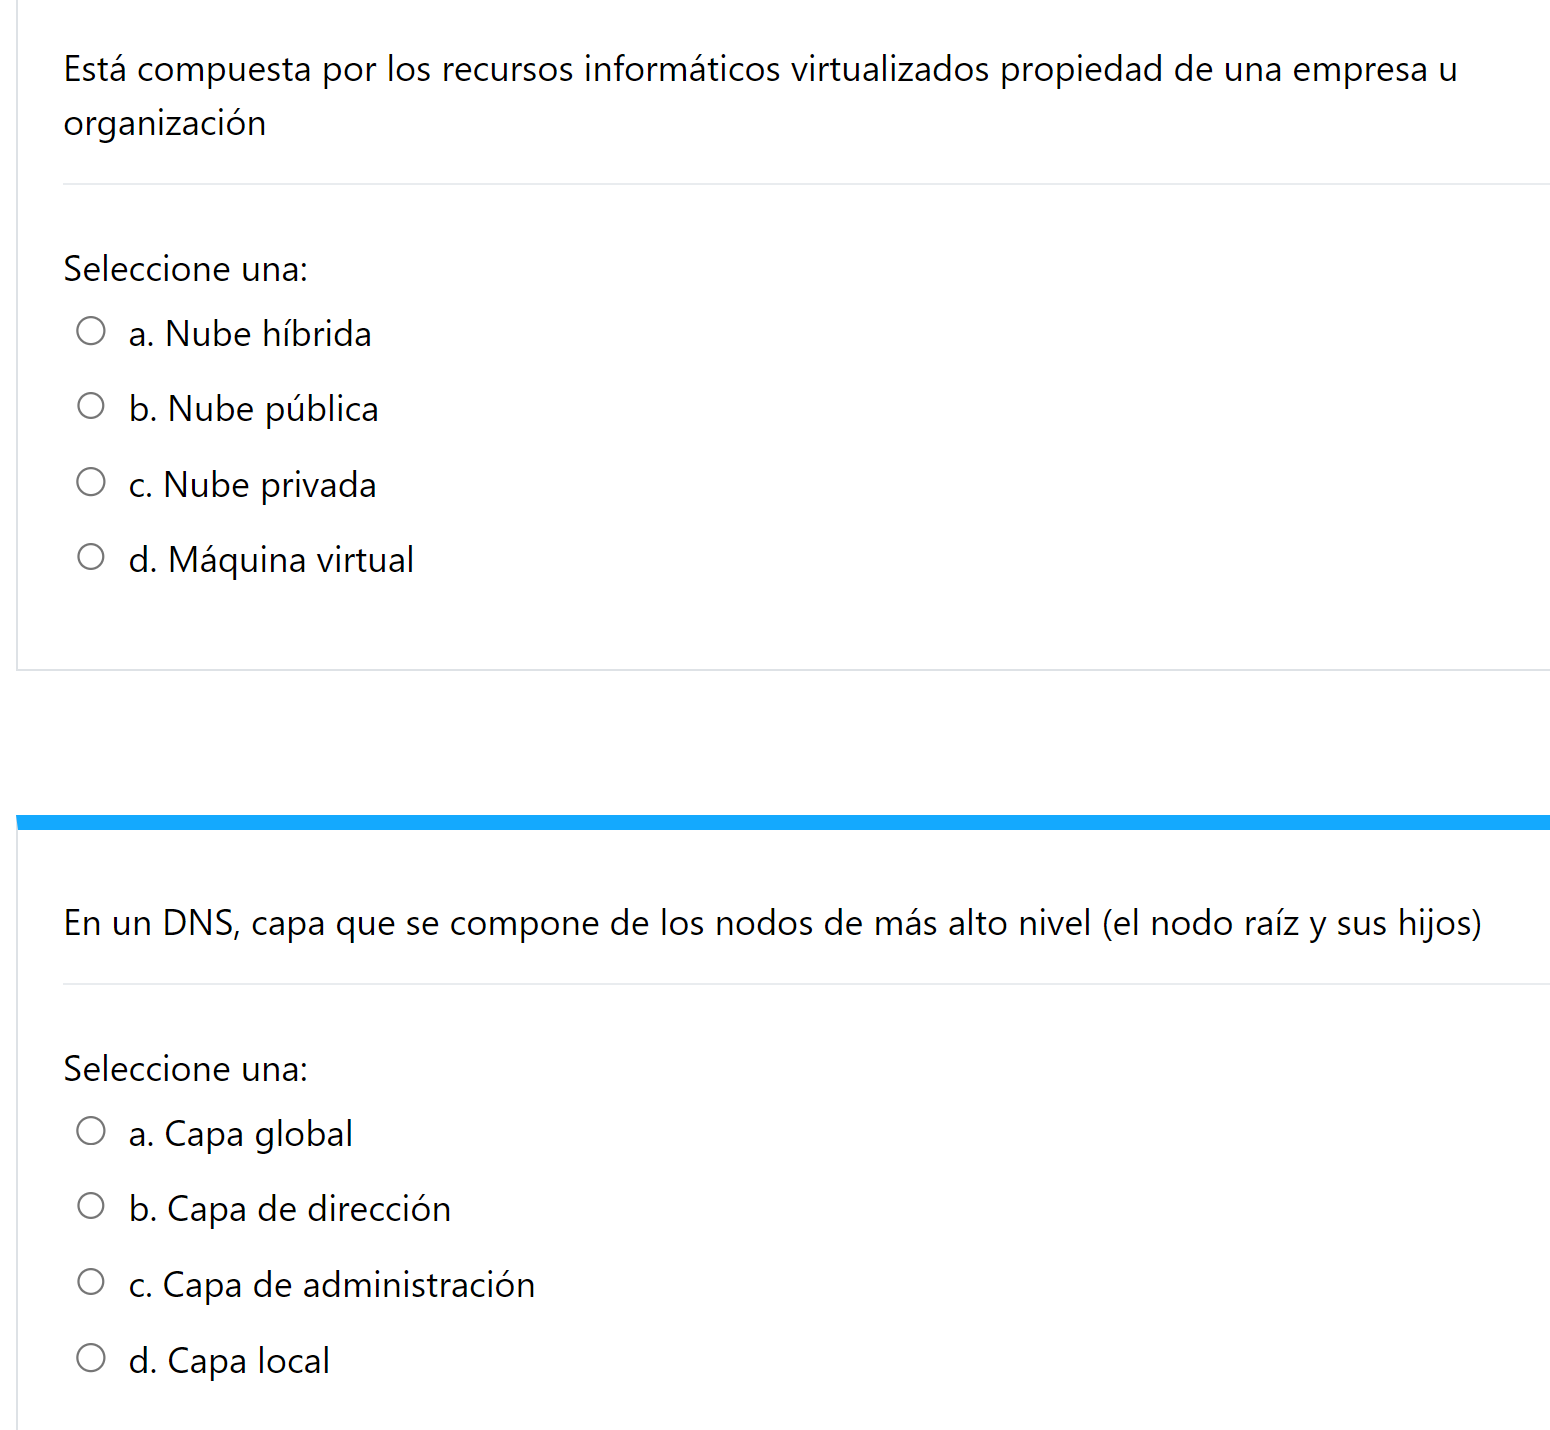 Está compuesta por los recursos informáticos virtualizados propiedad de una empresa u
organización
Seleccione una:
a. Nube híbrida
b. Nube pública
c. Nube privada
d. Máquina virtual
En un DNS, capa que se compone de los nodos de más alto nivel (el nodo raíz y sus hijos)
Seleccione una:
a. Capa global
b. Capa de dirección
c. Capa de administración
d. Capa local